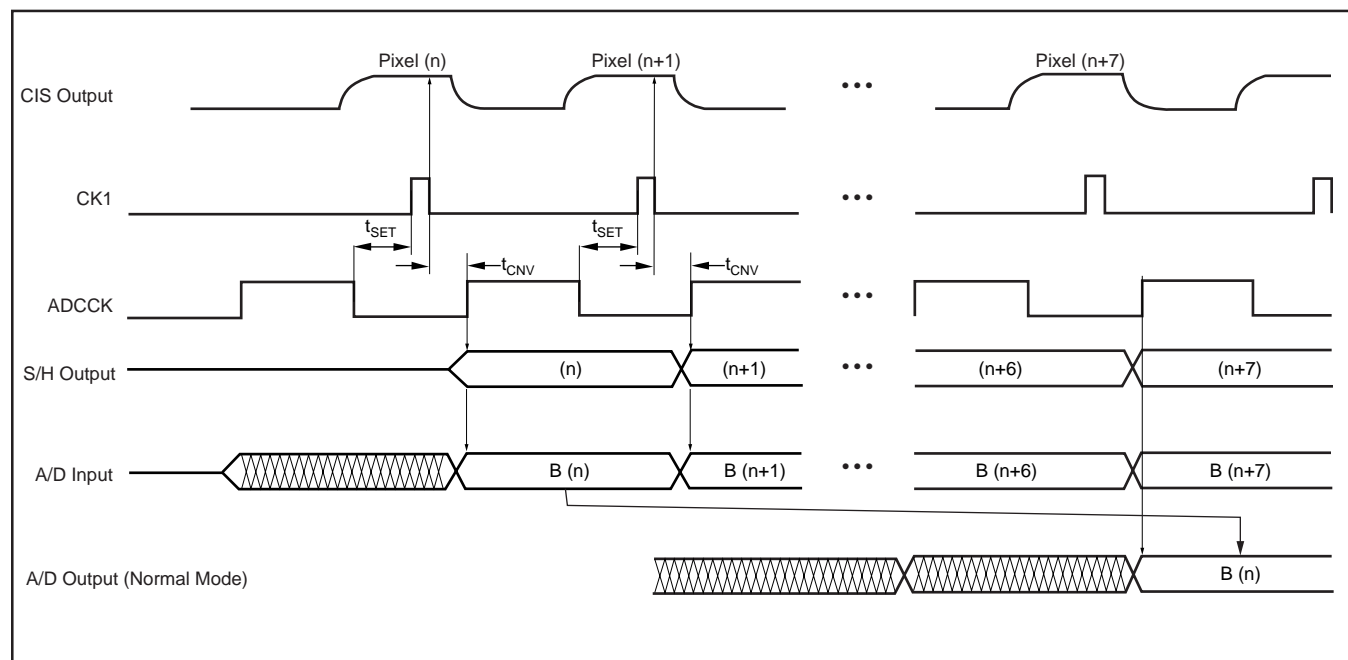 Pixel (n) Pixel (n+1) Pixel (n+7)
CIS Output •••
CK1 •••
tSET tSET
tCNV tCNV
ADCCK •••
S/H Output (n) (n+1) ••• (n+6) (n+7)
A/D Input B (n) B (n+1) ••• B (n+6) B (n+7)
A/D Output (Normal Mode) B (n)